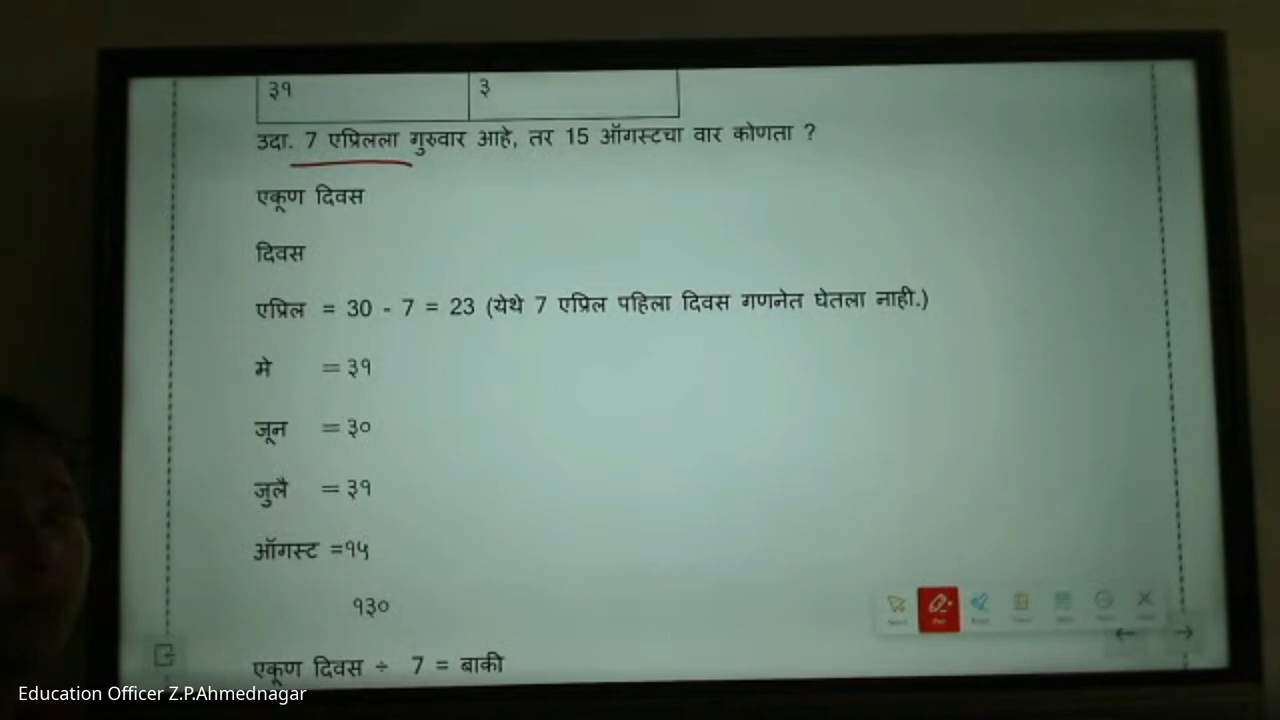 ३१ ३
उदा. 7 एप्रिलला गुरुवार आहे, तर 15 ऑगस्टचा वार कोणता ?
एकूण दिवस
दिवस
एप्रिल = 30 - 7 = 23 (येथे 7 एप्रिल पहिला दिवस गणनेत घेतला नाही.)
मे = ३१
जून = ३०
जुलै = ३१
ऑगस्ट =१५
१३०
एकूण दिवस ÷ 7 = बाकी
Education Officer Z.P.Ahmednagar